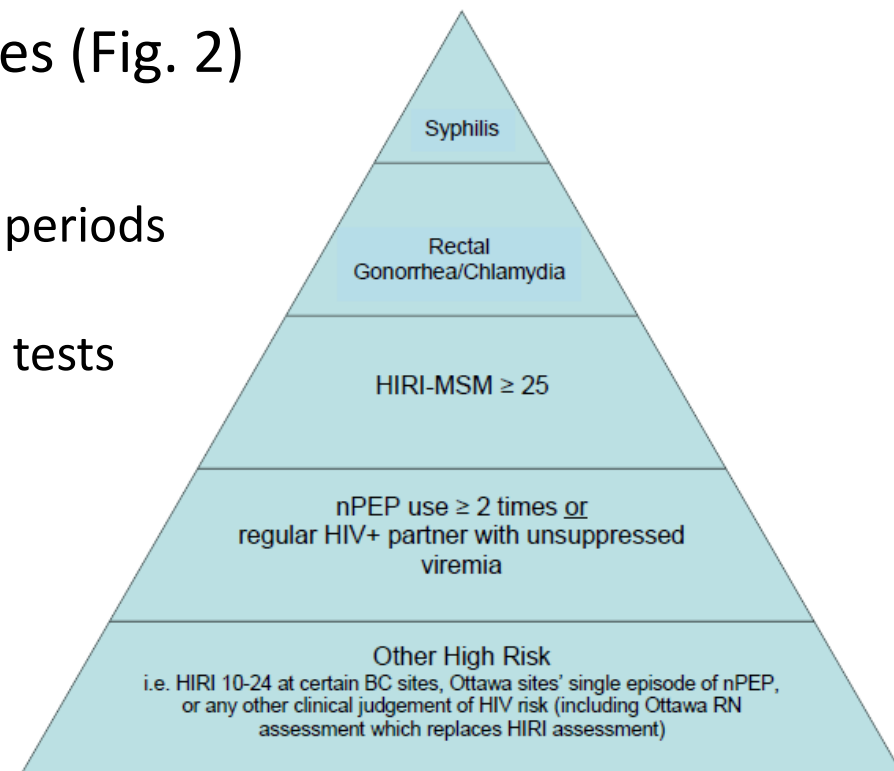 es (Fig. 2)
periods
tests
Syphilis
Rectal
Gonorrhea/Chlamydia
HIRI-MSM ≥ 25
nPEP use ≥ 2 times or
regular HIV+ partner with unsuppressed
viremia
Other High Risk
i.e. HIRI 10-24 at certain BC sites, Ottawa sites' single episode of nPEP,
or any other clinical judgement of HIV risk (including Ottawa RN
assessment which replaces HIRI assessment)